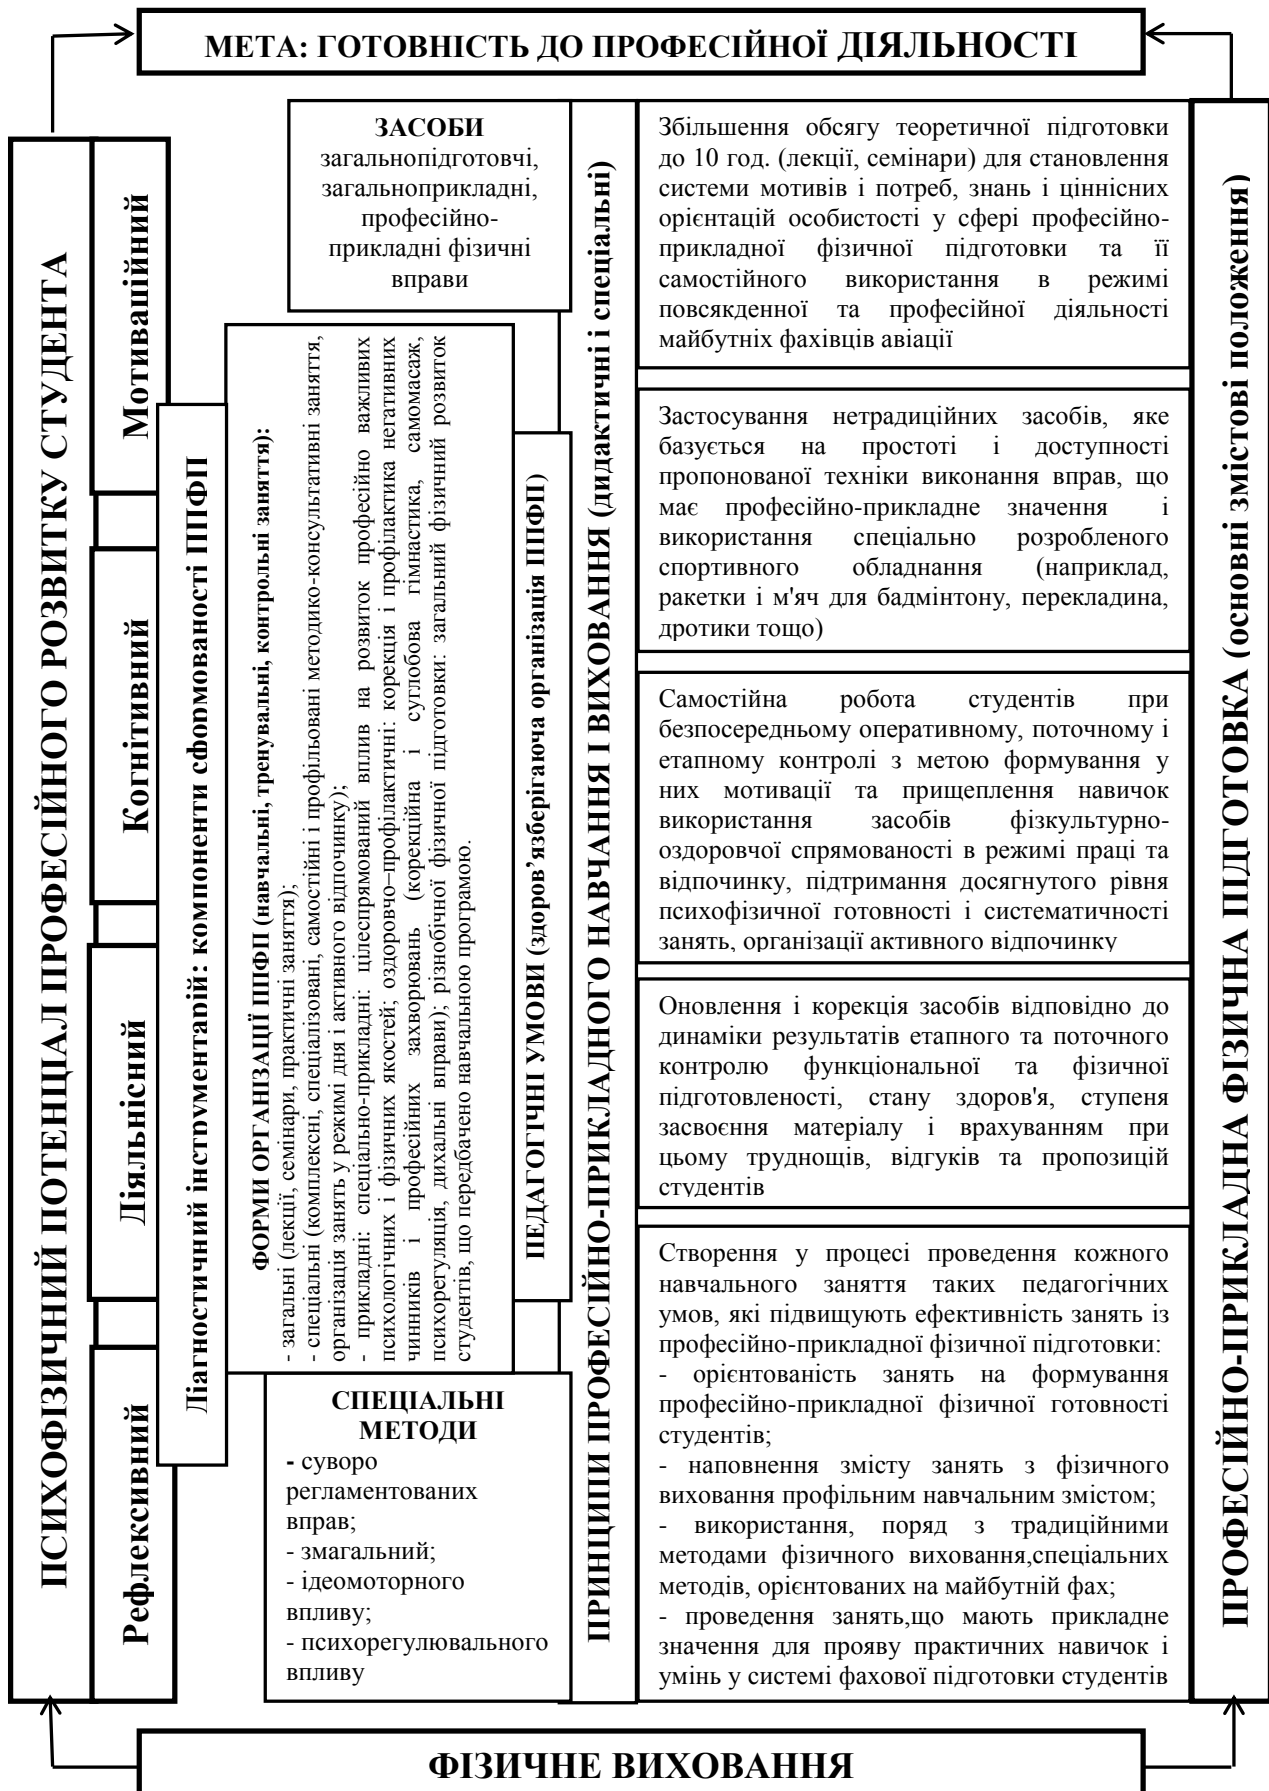 МЕТА: ГОТОВНІСТЬ ДО ПРОФЕСІЙНОЇ ДІЯЛЬНОСТІ
ПСИХОФІЗИЧНИЙ ПОТЕНЦІАЛ ПРОФЕСІЙНОГО РОЗВИТКУ СТУДЕНТА
Мотиваційний
Когнітивний
Діяльнісний
Рефлексивний
Діагностичний інструментарій: компоненти сформованості ППФП
ЗАСОБИ
загальнопідготовчі,
загальноприкладні,
професійно-
прикладні фізичні
вправи
ФОРМИ ОРГАНІЗАЦІЇ ППФП (навчальні, тренувальні, контрольні заняття):
- загальні (лекції, семінари, практичні заняття);
- спеціальні (комплексні, спеціалізовані, самостійні і профільовані методико-консультативні заняття,
організація занять у режимі дня і активного відпочинку);
- прикладні: спеціально-прикладні: цілеспрямований вплив на розвиток професійно важливих
психологічних і фізичних якостей; оздоровчо–профілактичні: корекція і профілактика негативних
чинників і професійних захворювань (корекційна і суглобова гімнастика, самомасаж,
психорегуляція, дихальні вправи); різнобічної фізичної підготовки: загальний фізичний розвиток
студентів, що передбачено навчальною програмою.
СПЕЦІАЛЬНІ
МЕТОДИ
- суворо
регламентованих
вправ;
- змагальний;
- ідеомоторного
впливу;
- психорегулювального
впливу
ПЕДАГОГІЧНІ УМОВИ (здоров’язберігаюча організація ППФП)
ПРИНЦИПИ ПРОФЕСІЙНО-ПРИКЛАДНОГО НАВЧАННЯ І ВИХОВАННЯ (дидактичні і спеціальні)
Збільшення обсягу теоретичної підготовки
до 10 год. (лекції, семінари) для становлення
системи мотивів і потреб, знань і ціннісних
орієнтацій особистості у сфері професійно-
прикладної фізичної підготовки та її
самостійного використання в режимі
повсякденної та професійної діяльності
майбутніх фахівців авіації
Застосування нетрадиційних засобів, яке
базується на простоті і доступності
пропонованої техніки виконання вправ, що
має професійно-прикладне значення і
використання спеціально розробленого
спортивного обладнання (наприклад,
ракетки і м'яч для бадмінтону, перекладина,
дротики тощо)
Самостійна робота студентів при
безпосередньому оперативному, поточному і
етапному контролі з метою формування у
них мотивації та прищеплення навичок
використання засобів фізкультурно-
оздоровчої спрямованості в режимі праці та
відпочинку, підтримання досягнутого рівня
психофізичної готовності і систематичності
занять, організації активного відпочинку
Оновлення і корекція засобів відповідно до
динаміки результатів етапного та поточного
контролю функціональної та фізичної
підготовленості, стану здоров'я, ступеня
засвоєння матеріалу і врахуванням при
цьому труднощів, відгуків та пропозицій
студентів
Створення у процесі проведення кожного
навчального заняття таких педагогічних
умов, які підвищують ефективність занять із
професійно-прикладної фізичної підготовки:
- орієнтованість занять на формування
професійно-прикладної фізичної готовності
студентів;
- наповнення змісту занять з фізичного
виховання профільним навчальним змістом;
- використання, поряд з традиційними
методами фізичного виховання,спеціальних
методів, орієнтованих на майбутній фах;
- проведення занять,що мають прикладне
значення для прояву практичних навичок і
умінь у системі фахової підготовки студентів
ПРОФЕСІЙНО-ПРИКЛАДНА ФІЗИЧНА ПІДГОТОВКА (основні змістові положення)
ФІЗИЧНЕ ВИХОВАННЯ